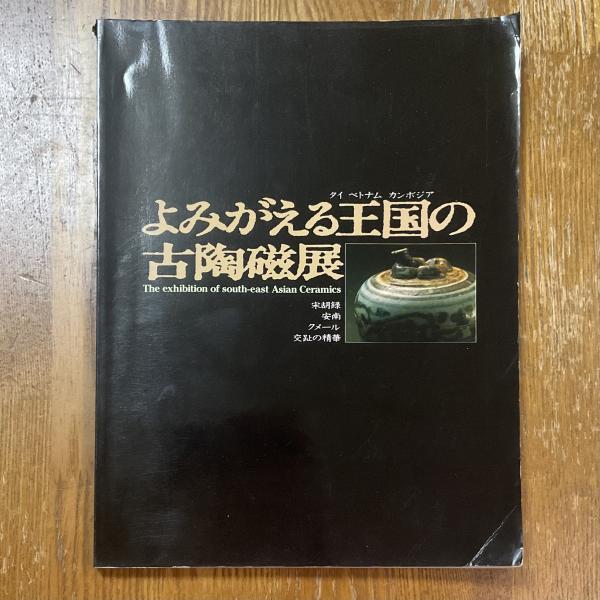 タイ ベトナム カンボジア
よみがえる王国の
古陶磁展
The exhibition of south-east Asian Ceramics
宋胡録
安南
クメール
交趾の精華